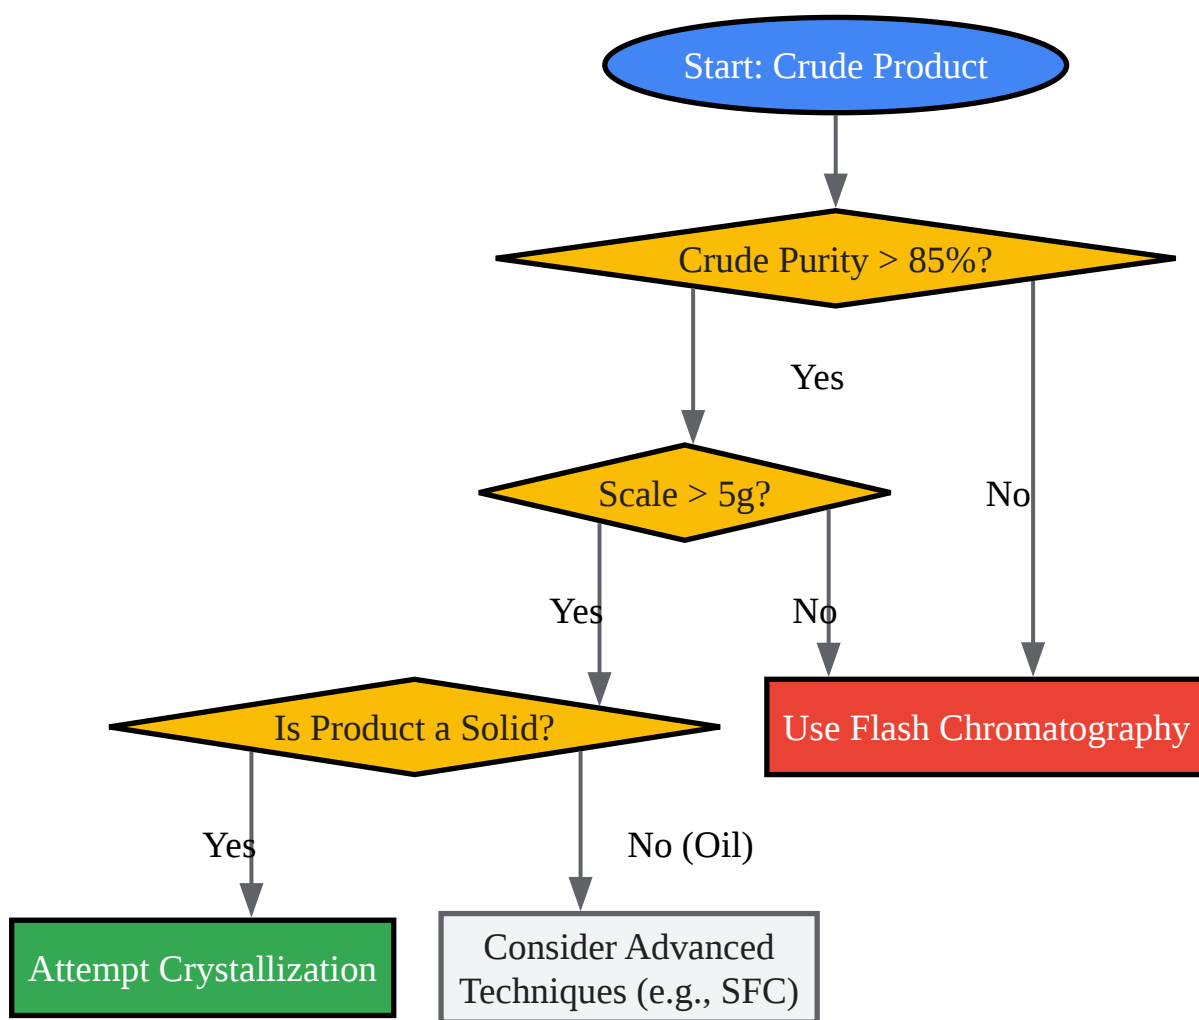 Start: Crude Product
Crude Purity > 85%?
Yes
Scale > 5g?
No
Yes
No
Is Product a Solid?
Use Flash Chromatography
Yes
No (Oil)
Attempt Crystallization
Consider Advanced
Techniques (e.g., SFC)